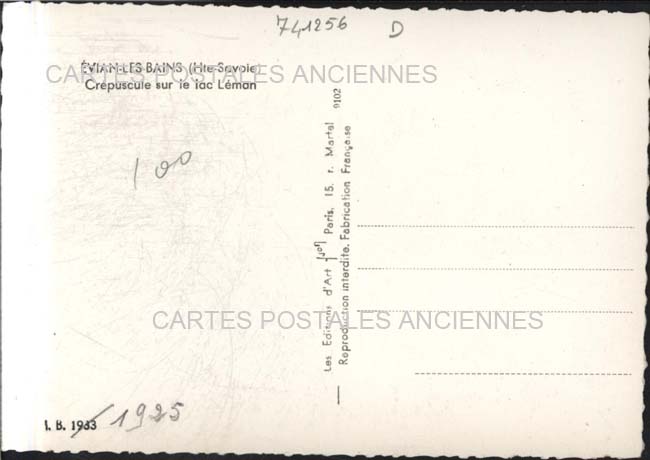 741256 D
ÉVIAN-LES-BAINS (Hte-Savoie)
CARTES POSTALES ANCIENNES
Crépuscule sur le lac Léman
100
Les Editions d'Art "Jof" Paris, 15, r. Martel 9102
Reproduction interdite. Fabrication Française
CARTES POSTALES ANCIENNES
I. B. 1933 1925